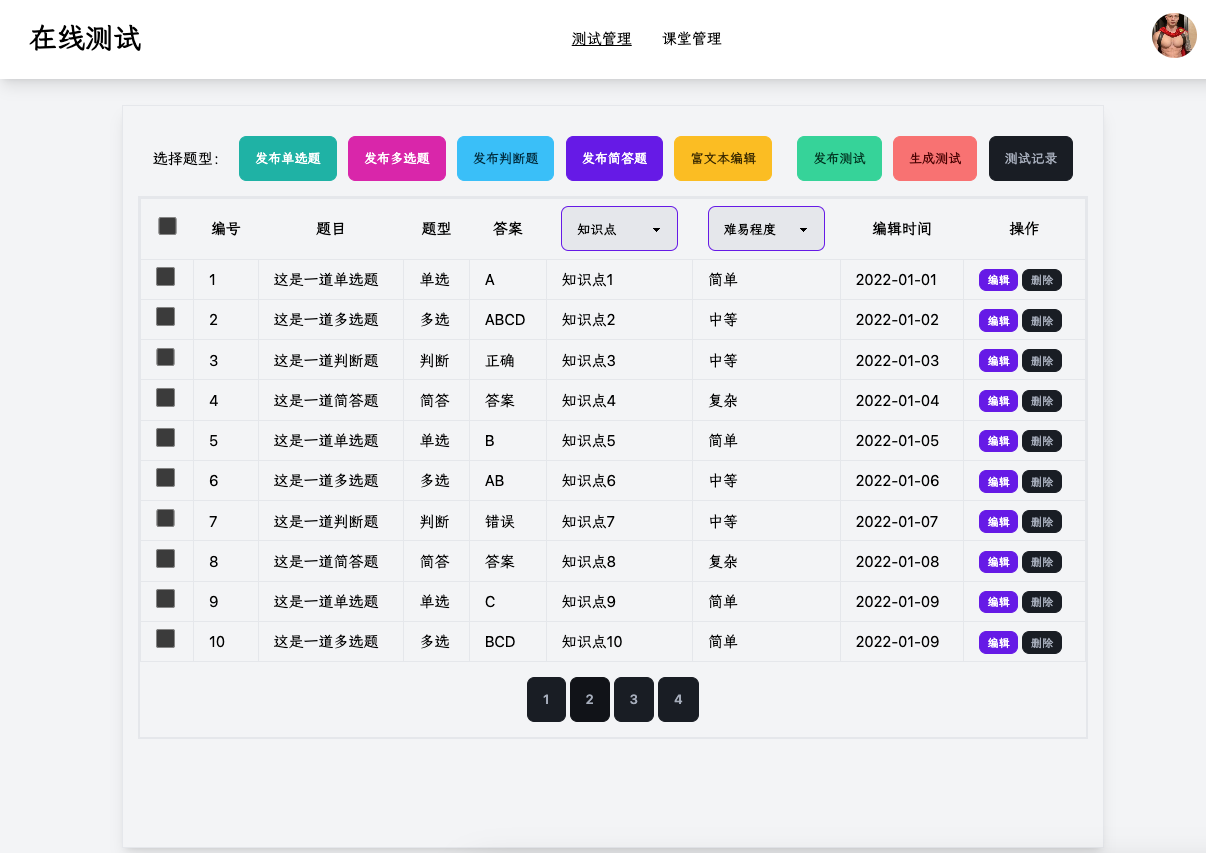 在线测试 测试管理 课堂管理
选择题型: 发布单选题 发布多选题 发布判断题 发布简答题 富文本编辑 发布测试 生成测试 测试记录
编号 题目 题型 答案 知识点 难易程度 编辑时间 操作
1 这是一道单选题 单选 A 知识点1 简单 2022-01-01 编辑 删除
2 这是一道多选题 多选 ABCD 知识点2 中等 2022-01-02 编辑 删除
3 这是一道判断题 判断 正确 知识点3 中等 2022-01-03 编辑 删除
4 这是一道简答题 简答 答案 知识点4 复杂 2022-01-04 编辑 删除
5 这是一道单选题 单选 B 知识点5 简单 2022-01-05 编辑 删除
6 这是一道多选题 多选 AB 知识点6 中等 2022-01-06 编辑 删除
7 这是一道判断题 判断 错误 知识点7 中等 2022-01-07 编辑 删除
8 这是一道简答题 简答 答案 知识点8 复杂 2022-01-08 编辑 删除
9 这是一道单选题 单选 C 知识点9 简单 2022-01-09 编辑 删除
10 这是一道多选题 多选 BCD 知识点10 简单 2022-01-09 编辑 删除
1 2 3 4